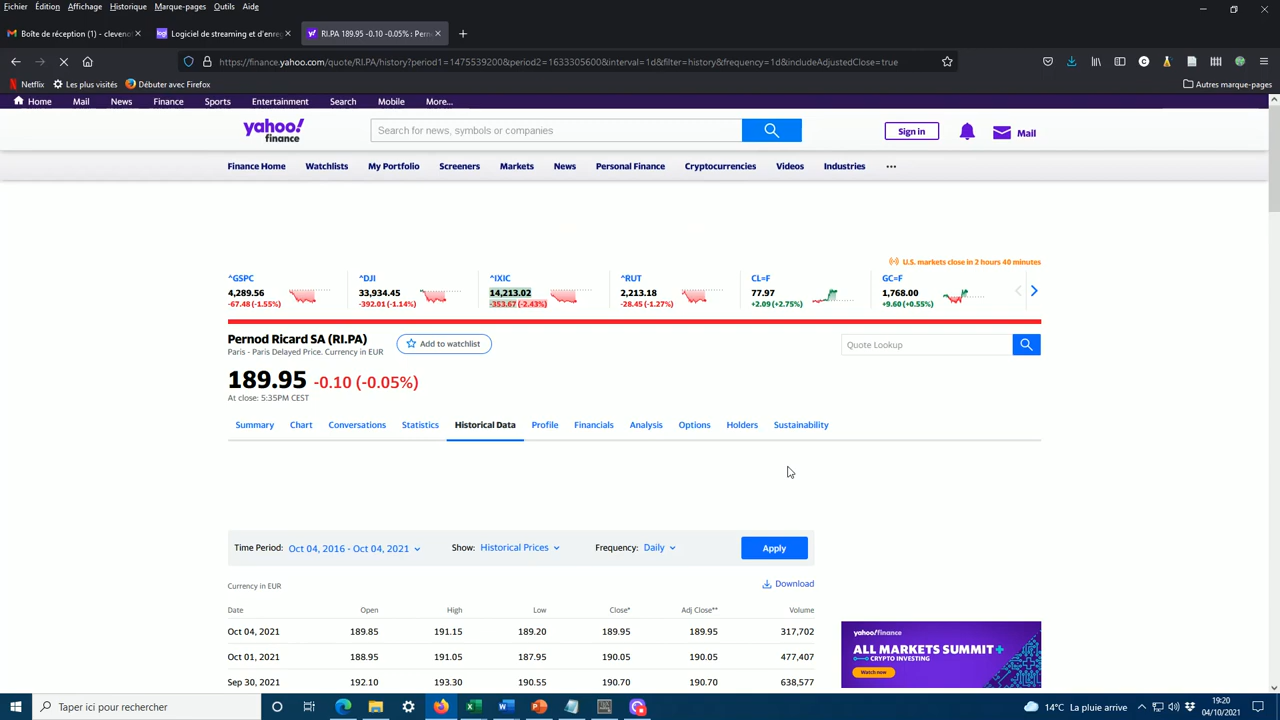 Fichier Édition Affichage Historique Marque-pages Outils Aide
Boîte de réception (1) - cleveno
Logiciel de streaming et d'enreg
RI.PA 189.95 -0.10 -0.05% : Pern
https://finance.yahoo.com/quote/RI.PA/history?period1=1475539200&period2=1633305600&interval=1d&filter=history&frequency=1d&includeAdjustedClose=true
Netflix Les plus visités Débuter avec Firefox Autres marque-pages
Home Mail News Finance Sports Entertainment Search Mobile More...
yahoo! finance
Search for news, symbols or companies
Sign in Mail
Finance Home Watchlists My Portfolio Screeners Markets News Personal Finance Cryptocurrencies Videos Industries ...
U.S. markets close in 2 hours 40 minutes
^GSPC ^DJI ^IXIC ^RUT CL=F GC=F
4,289.56 33,934.45 14,213.02 2,213.18 77.97 1,768.00
-67.48 (-1.55%) -392.01 (-1.14%) -353.67 (-2.43%) -28.45 (-1.27%) +2.09 (+2.75%) +9.60 (+0.55%)
Pernod Ricard SA (RI.PA)
Paris - Paris Delayed Price. Currency in EUR
Add to watchlist
Quote Lookup
189.95 -0.10 (-0.05%)
At close: 5:35PM CEST
Summary Chart Conversations Statistics Historical Data Profile Financials Analysis Options Holders Sustainability
Time Period: Oct 04, 2016 - Oct 04, 2021 Show: Historical Prices Frequency: Daily Apply
Currency in EUR Download
Date Open High Low Close* Adj Close** Volume
Oct 04, 2021 189.85 191.15 189.20 189.95 189.95 317,702
Oct 01, 2021 188.95 191.05 187.95 190.05 190.05 477,407
Sep 30, 2021 192.10 193.30 190.55 190.70 190.70 638,577
yahoo!finance
ALL MARKETS SUMMIT+
CRYPTO INVESTING
Watch now
Taper ici pour rechercher
14°C La pluie arrive
19:20
04/10/2021